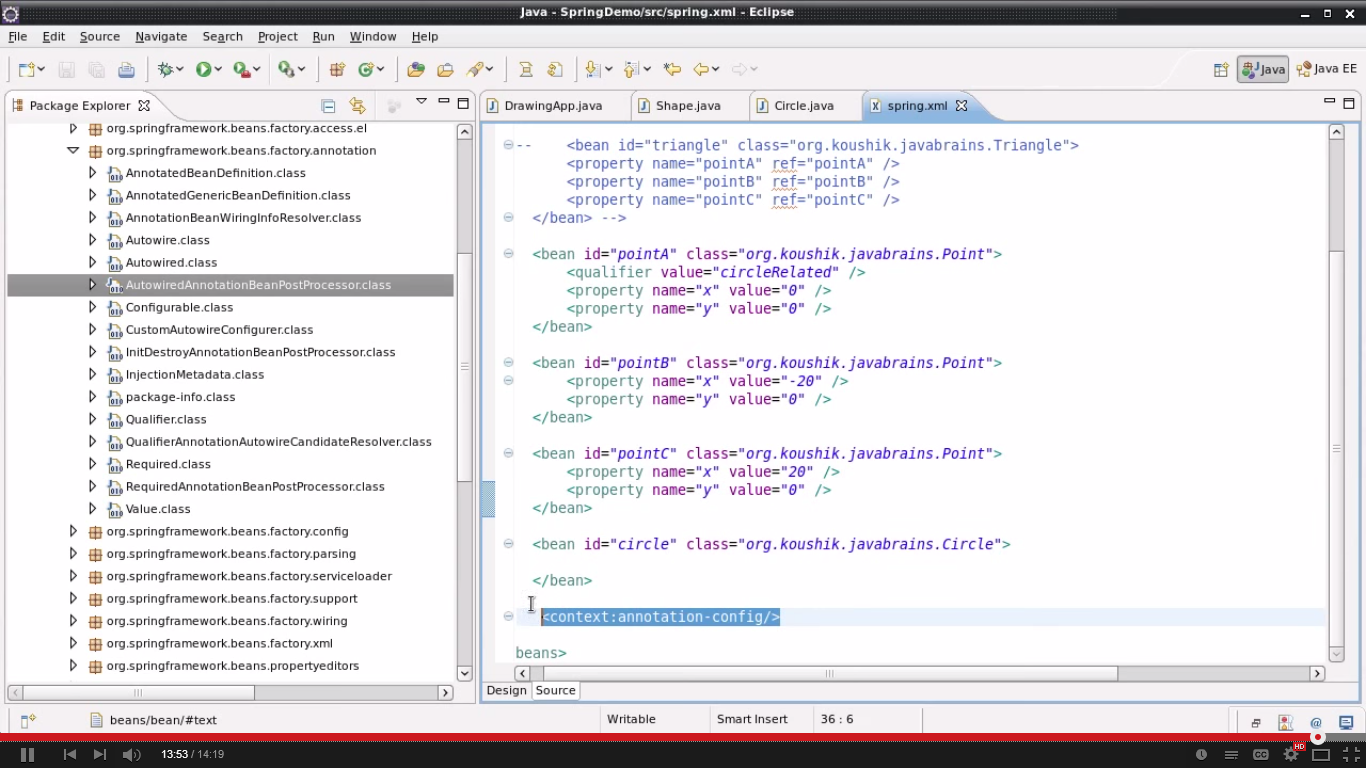 Java - SpringDemo/src/spring.xml - Eclipse
File Edit Source Navigate Search Project Run Window Help
Java Java EE
Package Explorer
org.springframework.beans.factory.access.el
org.springframework.beans.factory.annotation
AnnotatedBeanDefinition.class
AnnotatedGenericBeanDefinition.class
AnnotationBeanWiringInfoResolver.class
Autowire.class
Autowired.class
AutowiredAnnotationBeanPostProcessor.class
Configurable.class
CustomAutowireConfigurer.class
InitDestroyAnnotationBeanPostProcessor.class
InjectionMetadata.class
package-info.class
Qualifier.class
QualifierAnnotationAutowireCandidateResolver.class
Required.class
RequiredAnnotationBeanPostProcessor.class
Value.class
org.springframework.beans.factory.config
org.springframework.beans.factory.parsing
org.springframework.beans.factory.serviceloader
org.springframework.beans.factory.support
org.springframework.beans.factory.wiring
org.springframework.beans.factory.xml
org.springframework.beans.propertyeditors
DrawingApp.java Shape.java Circle.java spring.xml
-- <bean id="triangle" class="org.koushik.javabrains.Triangle">
<property name="pointA" ref="pointA" />
<property name="pointB" ref="pointB" />
<property name="pointC" ref="pointC" />
</bean> -->
<bean id="pointA" class="org.koushik.javabrains.Point">
<qualifier value="circleRelated" />
<property name="x" value="0" />
<property name="y" value="0" />
</bean>
<bean id="pointB" class="org.koushik.javabrains.Point">
<property name="x" value="-20" />
<property name="y" value="0" />
</bean>
<bean id="pointC" class="org.koushik.javabrains.Point">
<property name="x" value="20" />
<property name="y" value="0" />
</bean>
<bean id="circle" class="org.koushik.javabrains.Circle">
</bean>
<context:annotation-config/>
beans>
Design Source
beans/bean/#text Writable Smart Insert 36 : 6
13:53 / 14:19 CC HD